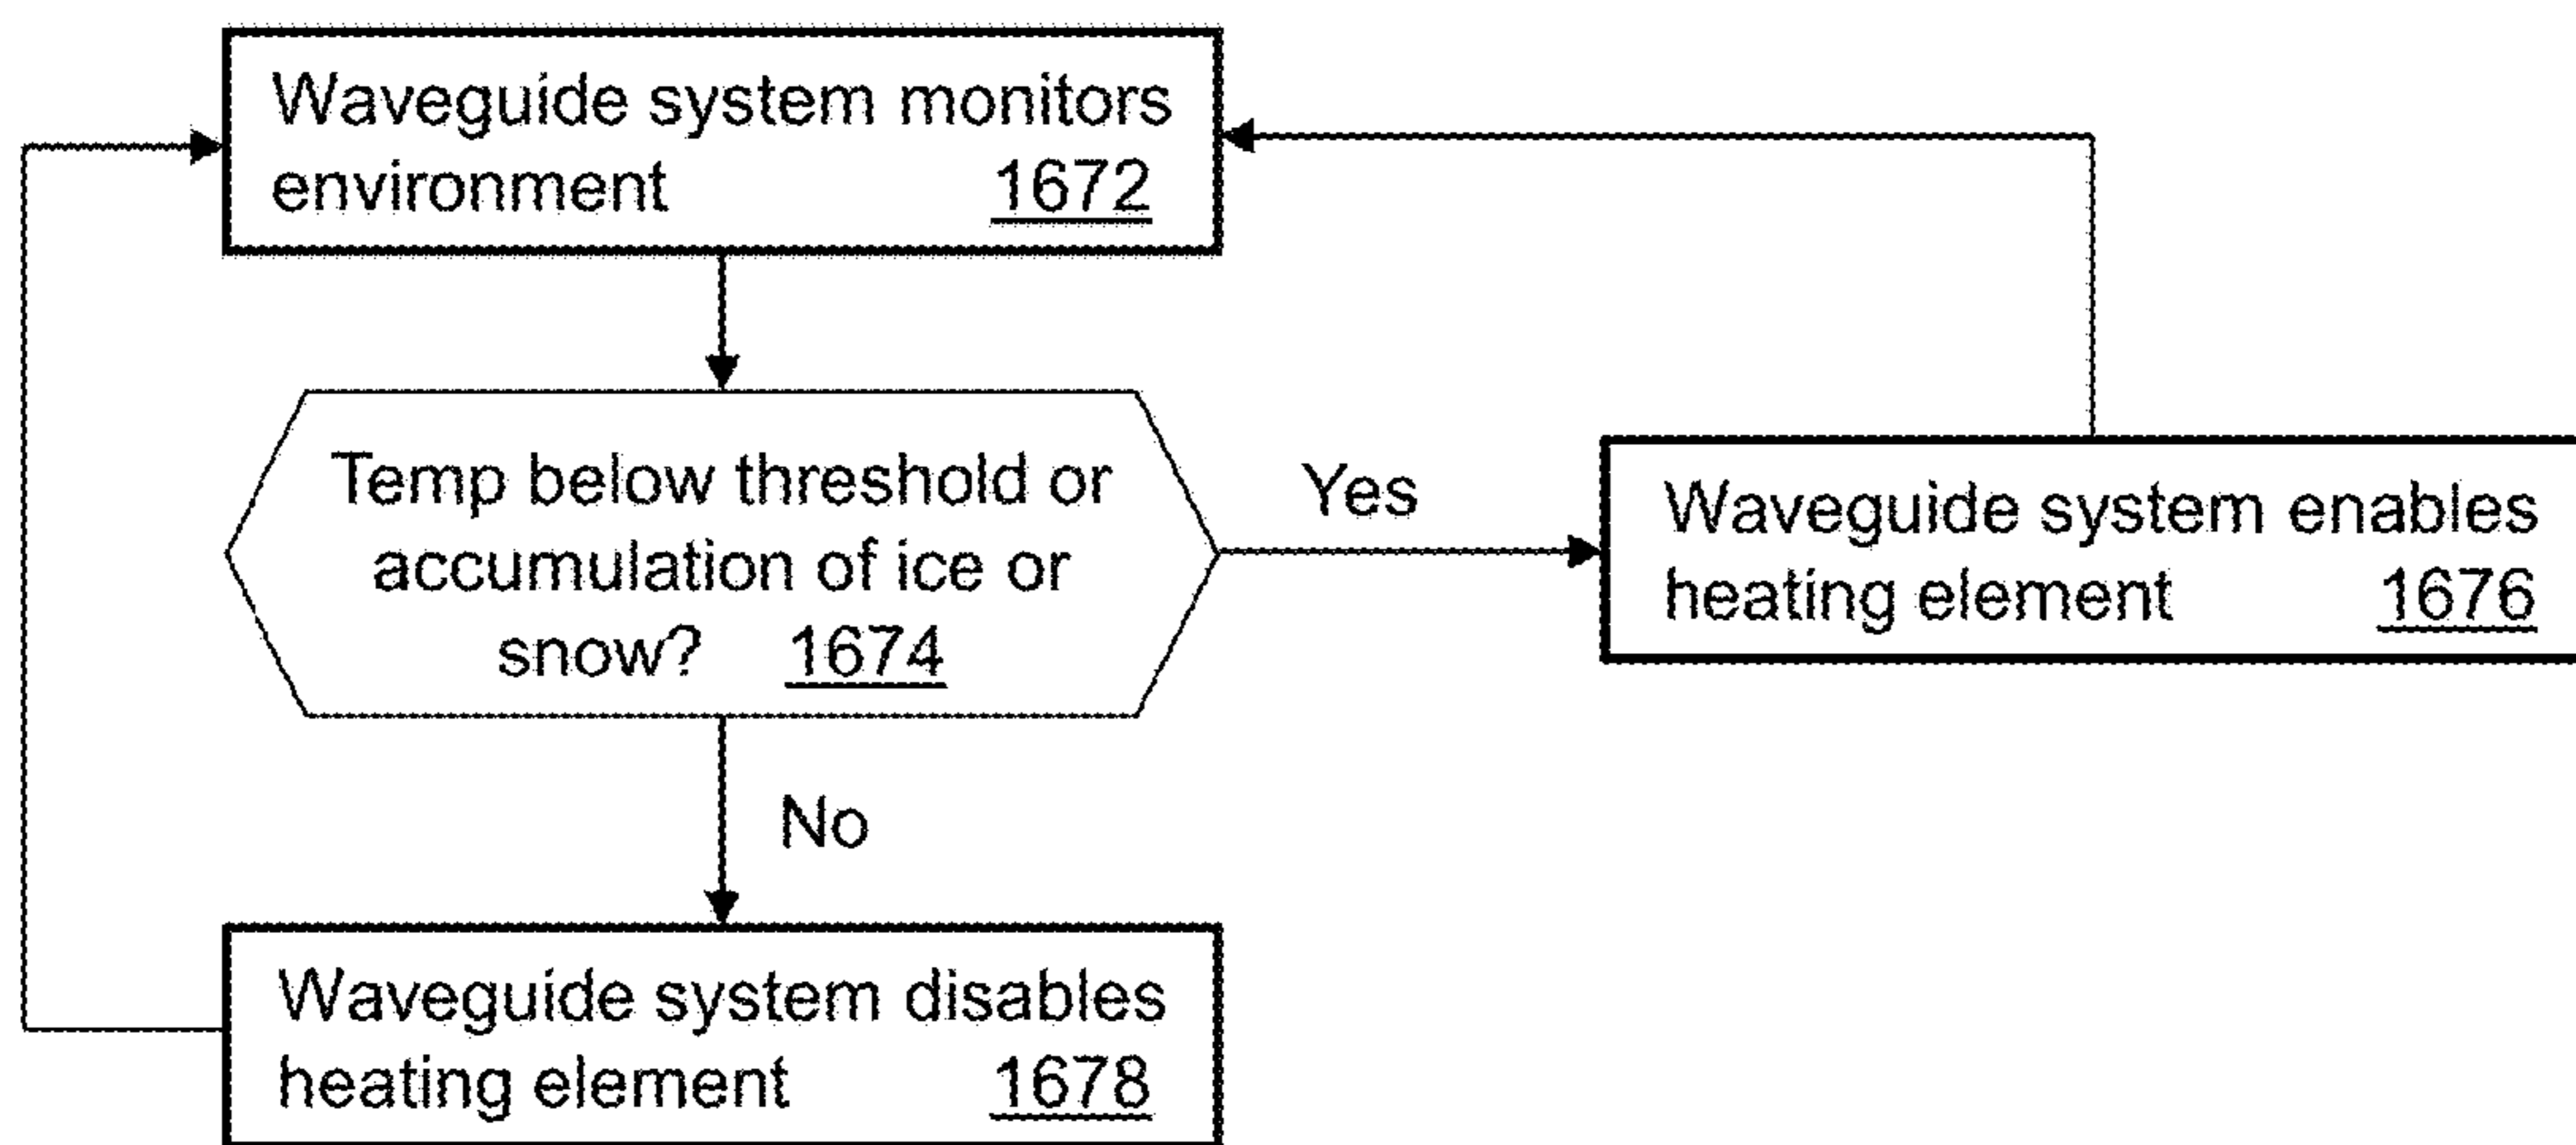 Waveguide system monitors
environment 1672
Temp below threshold or
accumulation of ice or
snow? 1674
Yes
Waveguide system enables
heating element 1676
No
Waveguide system disables
heating element 1678